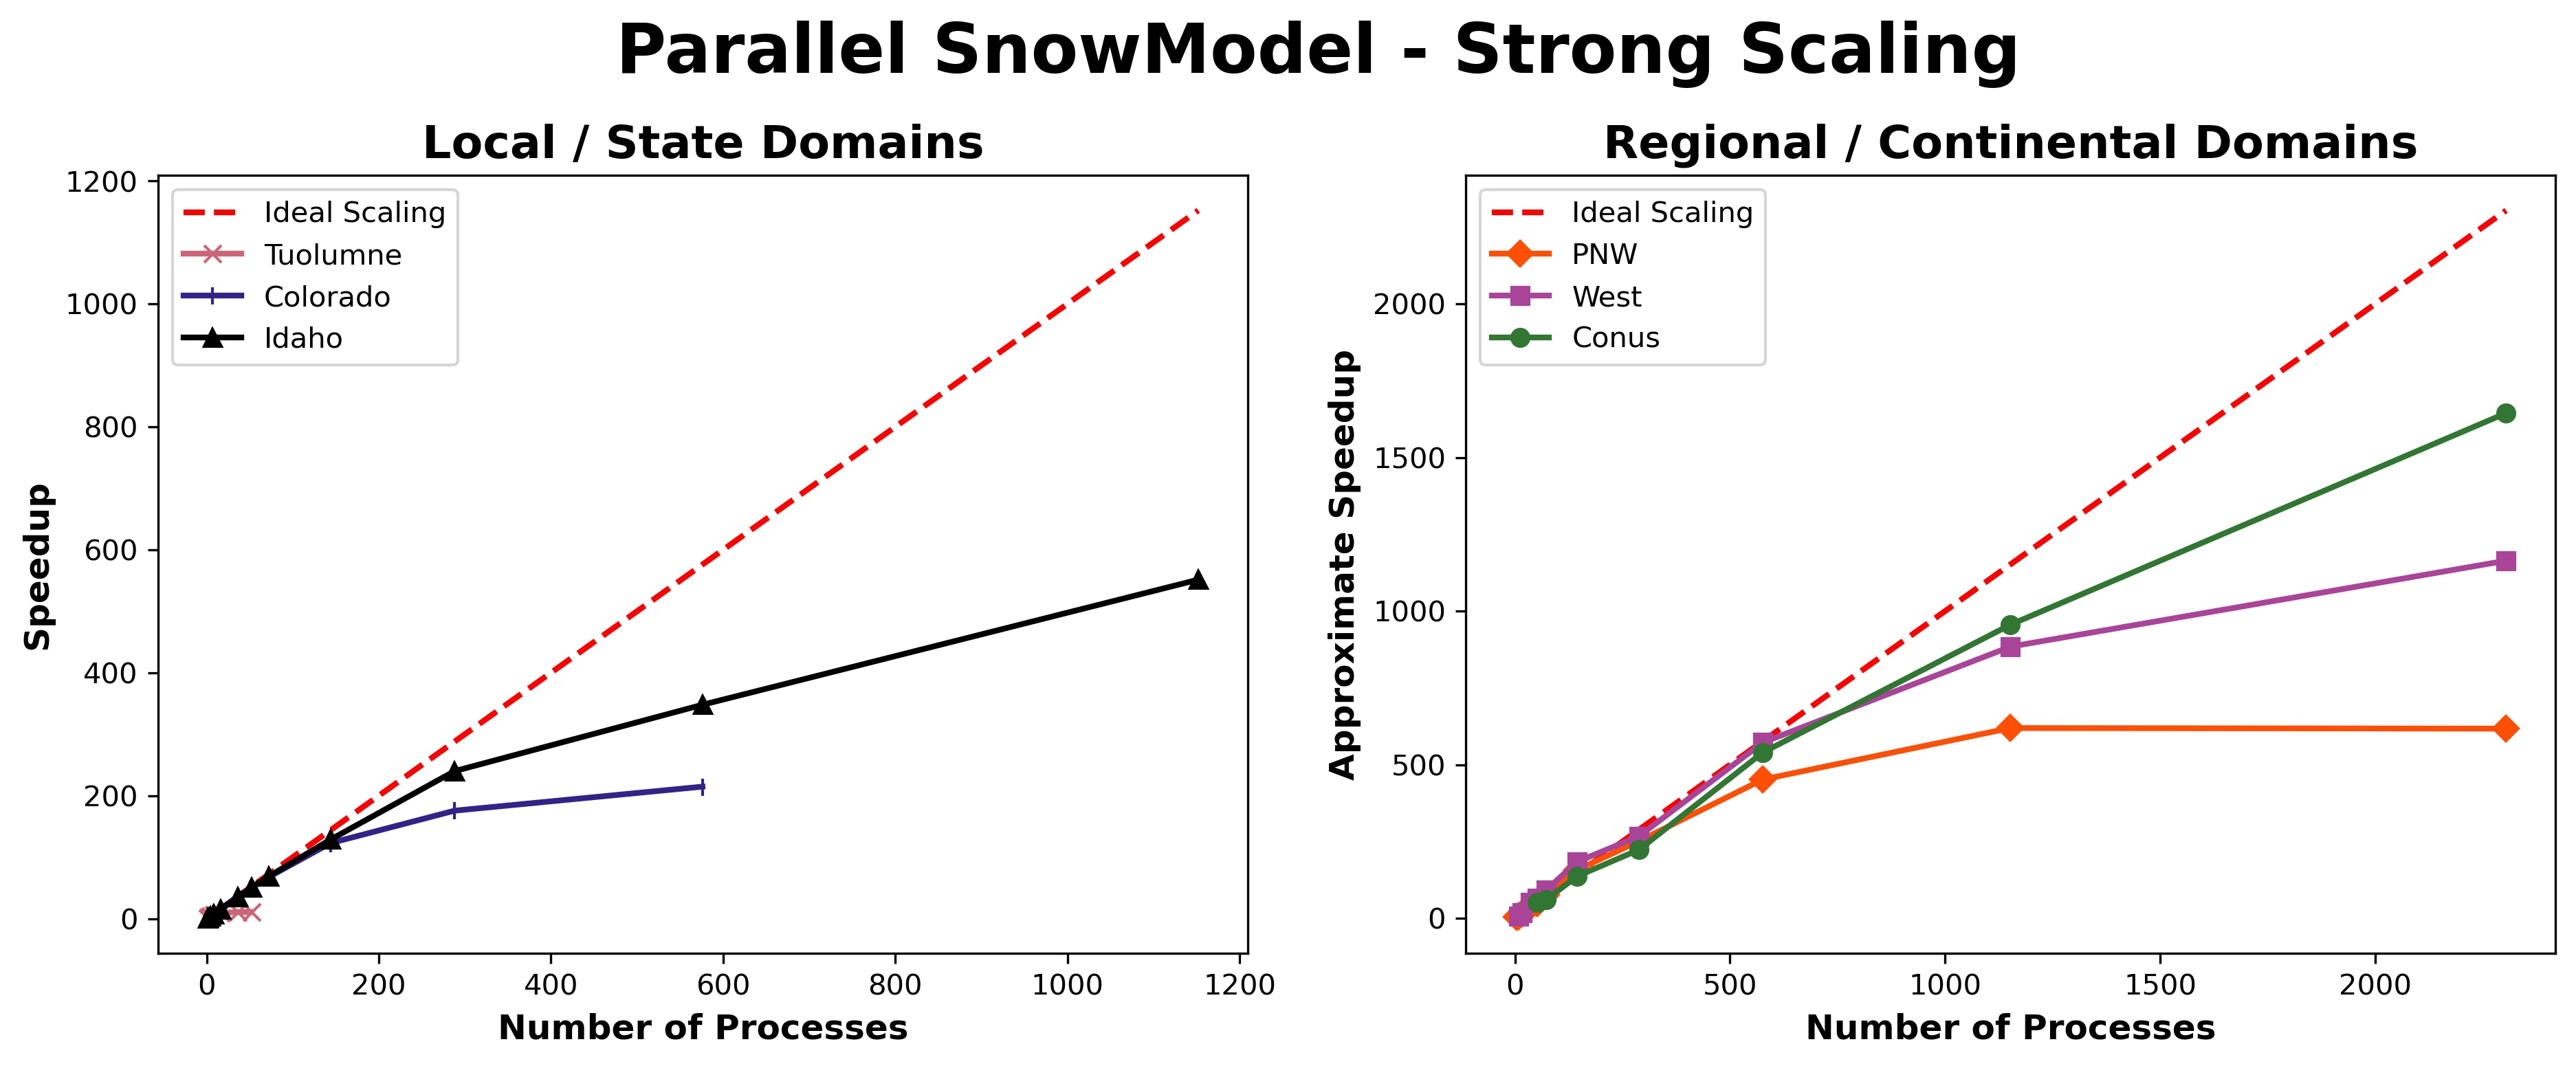 Parallel SnowModel - Strong Scaling
Local / State Domains
1200
1000
800
600
400
200
0
Speedup
Ideal Scaling
Tuolumne
Colorado
Idaho
0 200 400 600 800 1000 1200
Number of Processes
Regional / Continental Domains
2000
1500
1000
500
0
Approximate Speedup
Ideal Scaling
PNW
West
Conus
0 500 1000 1500 2000
Number of Processes